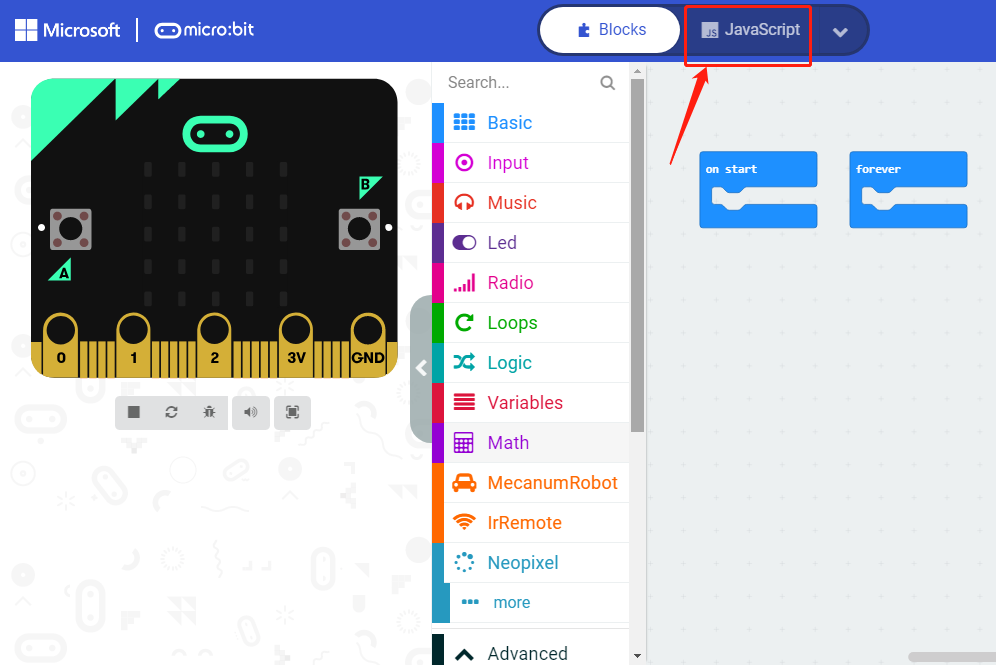 Microsoft
micro:bit
Blocks
JS JavaScript
Search...
Basic
Input
Music
Led
Radio
Loops
Logic
Variables
Math
MecanumRobot
IrRemote
Neopixel
more
Advanced
B
A
0 1 2 3V GND
on start
forever